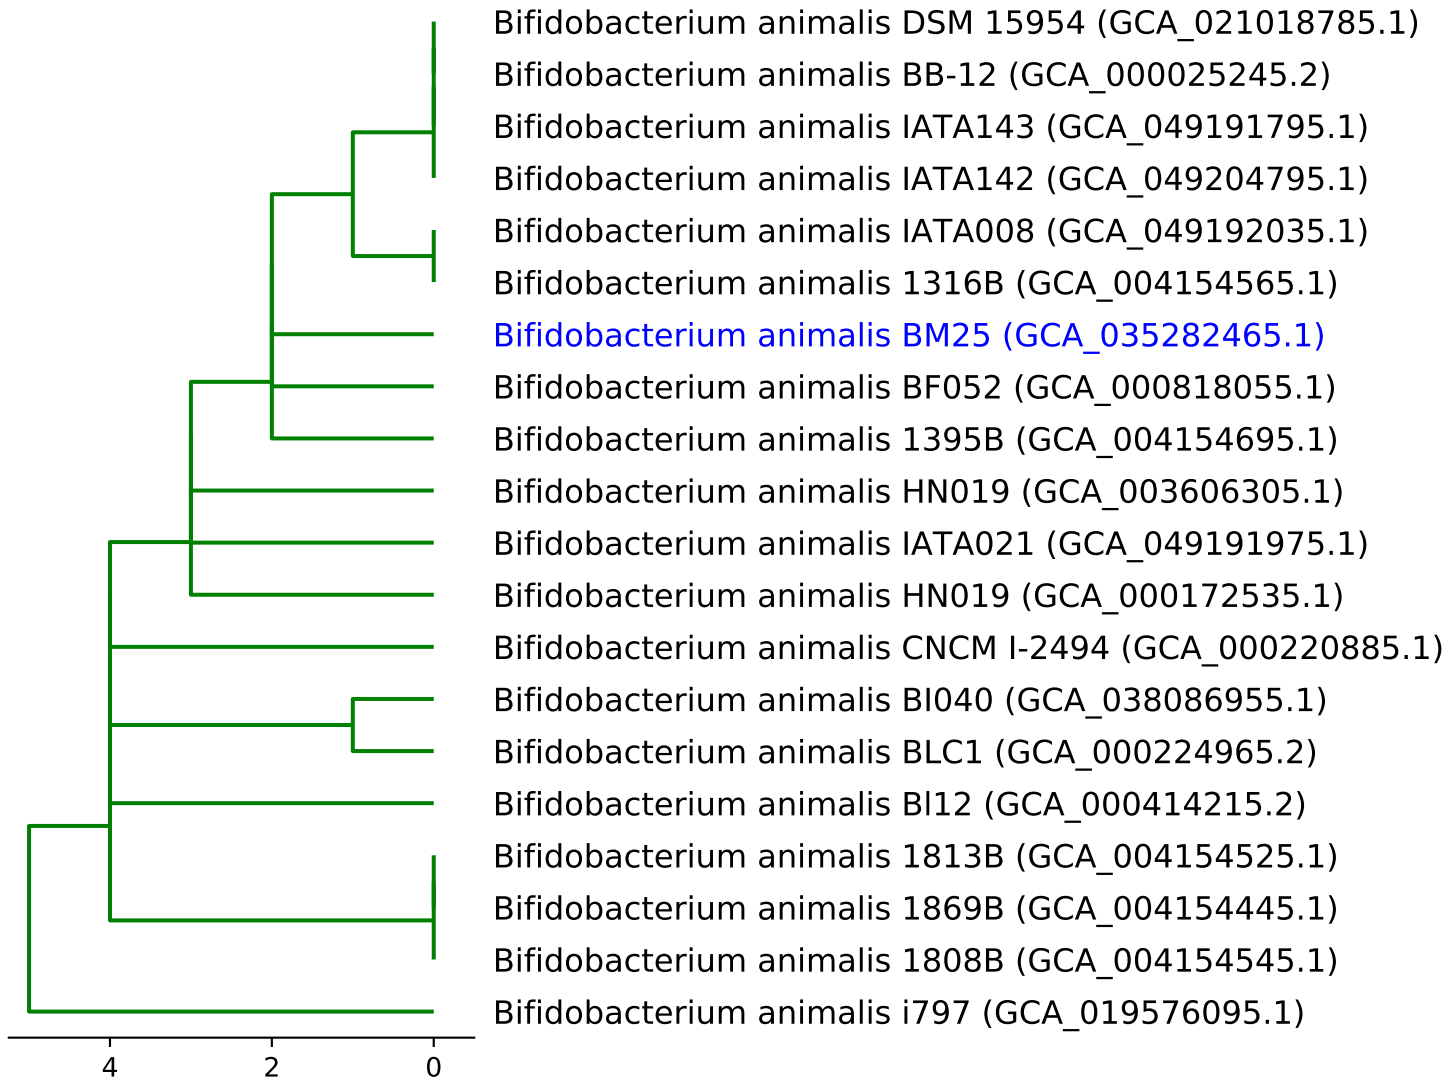 Bifidobacterium animalis DSM 15954 (GCA_021018785.1)
Bifidobacterium animalis BB-12 (GCA_000025245.2)
Bifidobacterium animalis IATA143 (GCA_049191795.1)
Bifidobacterium animalis IATA142 (GCA_049204795.1)
Bifidobacterium animalis IATA008 (GCA_049192035.1)
Bifidobacterium animalis 1316B (GCA_004154565.1)
Bifidobacterium animalis BM25 (GCA_035282465.1)
Bifidobacterium animalis BF052 (GCA_000818055.1)
Bifidobacterium animalis 1395B (GCA_004154695.1)
Bifidobacterium animalis HN019 (GCA_003606305.1)
Bifidobacterium animalis IATA021 (GCA_049191975.1)
Bifidobacterium animalis HN019 (GCA_000172535.1)
Bifidobacterium animalis CNCM I-2494 (GCA_000220885.1)
Bifidobacterium animalis BI040 (GCA_038086955.1)
Bifidobacterium animalis BLC1 (GCA_000224965.2)
Bifidobacterium animalis Bl12 (GCA_000414215.2)
Bifidobacterium animalis 1813B (GCA_004154525.1)
Bifidobacterium animalis 1869B (GCA_004154445.1)
Bifidobacterium animalis 1808B (GCA_004154545.1)
Bifidobacterium animalis i797 (GCA_019576095.1)
4 2 0